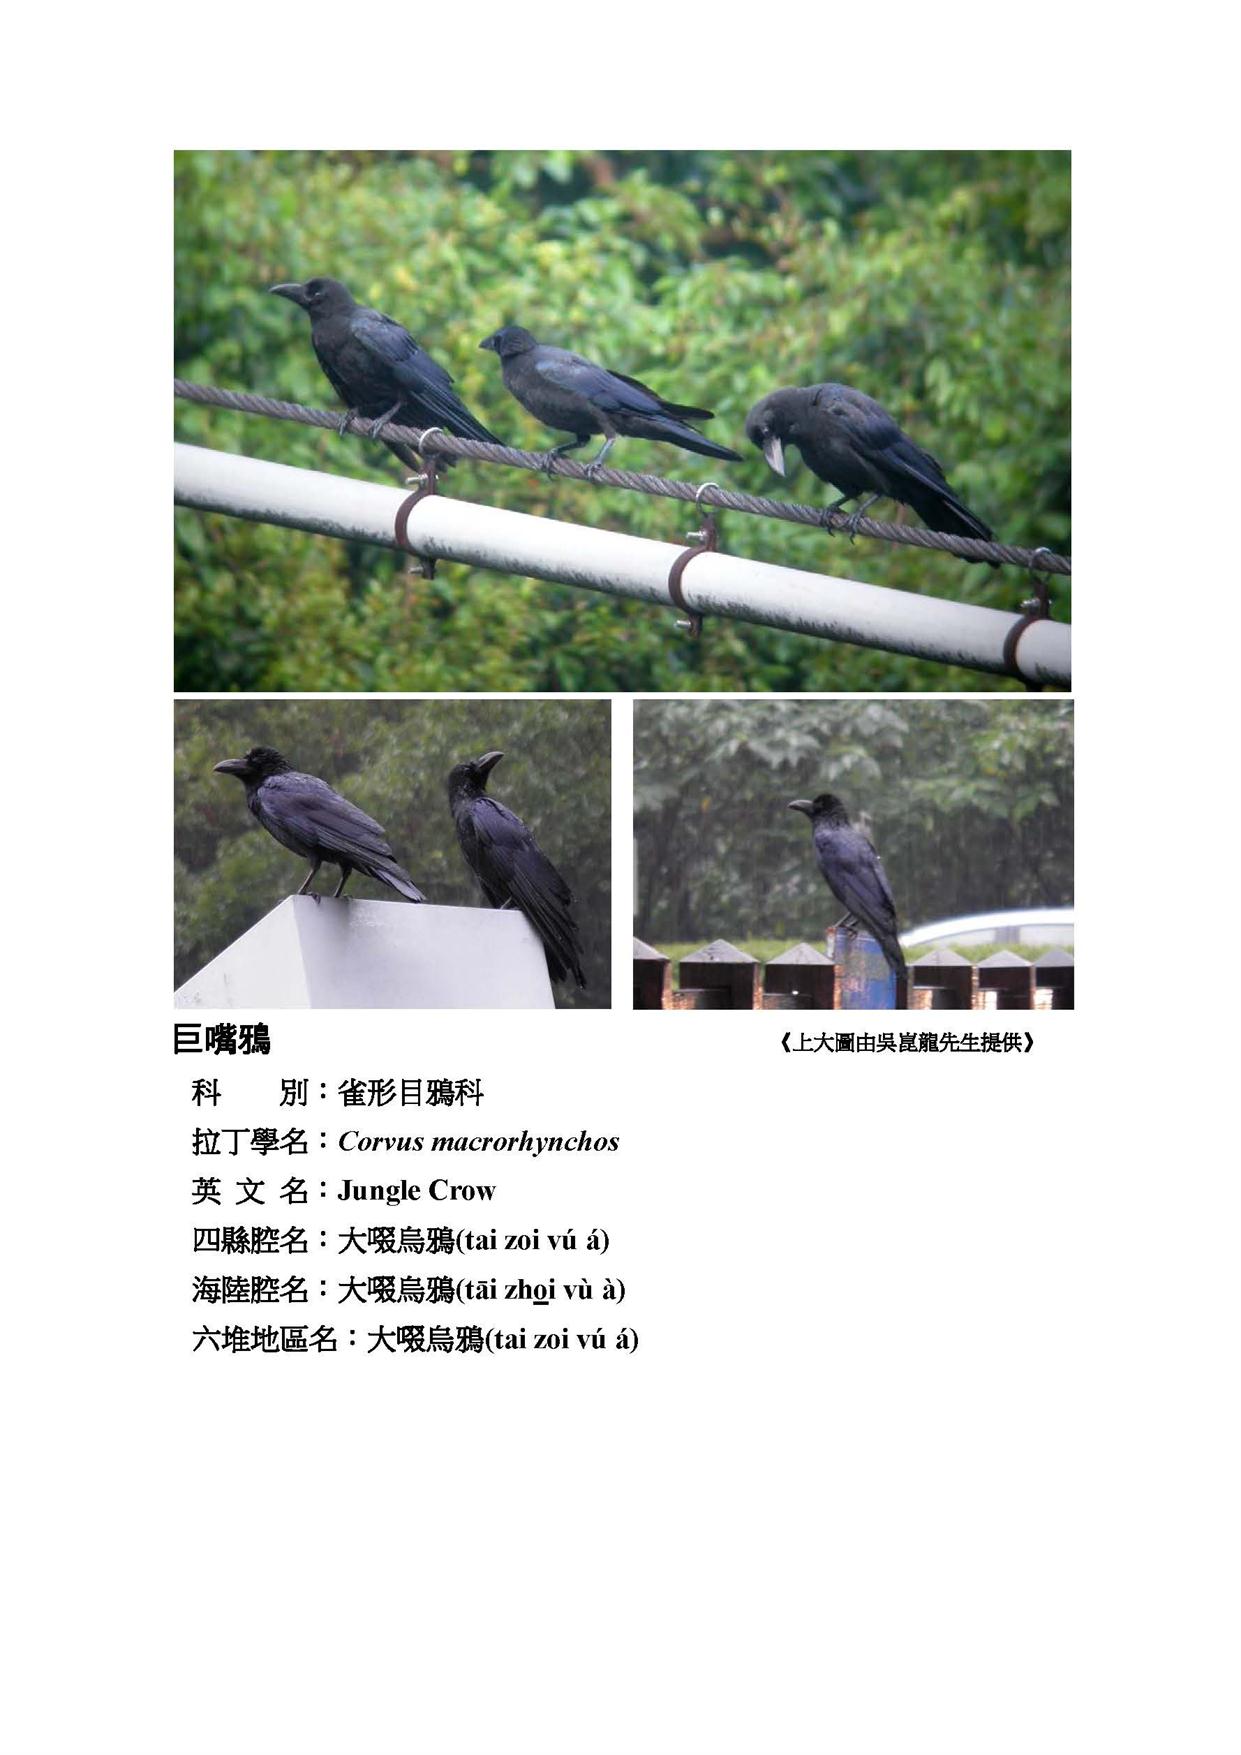 巨嘴鴉
《上大圖由吳崑龍先生提供》
科　　別：雀形目鴉科
拉丁學名：Corvus macrorhynchos
英 文 名：Jungle Crow
四縣腔名：大啜烏鴉(tai zoi vú á)
海陸腔名：大啜烏鴉(tāi zhoi vù à)
六堆地區名：大啜烏鴉(tai zoi vú á)